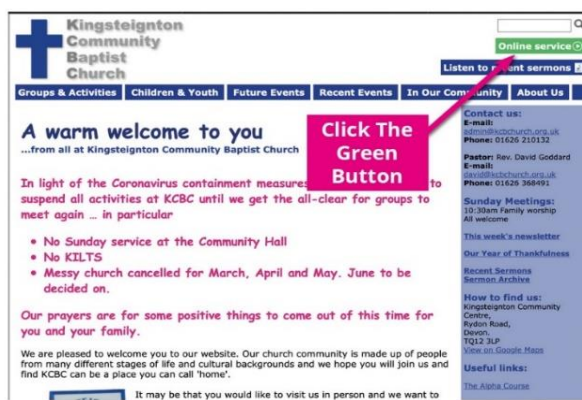 Kingsteignton
Community
Baptist
Church
Online service
Listen to recent sermons
Groups & Activities Children & Youth Future Events Recent Events In Our Community About Us
A warm welcome to you
...from all at Kingsteignton Community Baptist Church
Click The
Green
Button
In light of the Coronavirus containment measures to
suspend all activities at KCBC until we get the all-clear for groups to
meet again ... in particular
• No Sunday service at the Community Hall
• No KILTS
• Messy church cancelled for March, April and May. June to be
decided on.
Our prayers are for some positive things to come out of this time for
you and your family.
We are pleased to welcome you to our website. Our church community is made up of people
from many different stages of life and cultural backgrounds and we hope you will join us and
find KCBC can be a place you can call 'home'.
It may be that you would like to visit us in person and we want to
Contact us:
E-mail:
admin@kcbchurch.org.uk
Phone: 01626 210132
Pastor: Rev. David Goddard
E-mail:
david@kcbchurch.org.uk
Phone: 01626 368491
Sunday Meetings:
10:30am Family worship
All welcome
This week's newsletter
Our Year of Thankfulness
Recent Sermons
Sermon Archive
How to find us:
Kingsteignton Community
Centre,
Rydon Road,
Devon.
TQ12 3LP
View on Google Maps
Useful links:
The Alpha Course